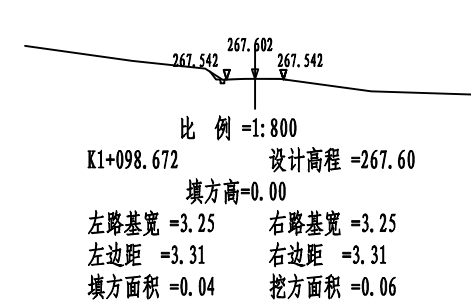 267.602
267.542 267.542
比 例 =1:800
K1+098.672 设计高程 =267.60
填方高=0.00
左路基宽 =3.25 右路基宽 =3.25
左边距 =3.31 右边距 =3.31
填方面积 =0.04 挖方面积 =0.06